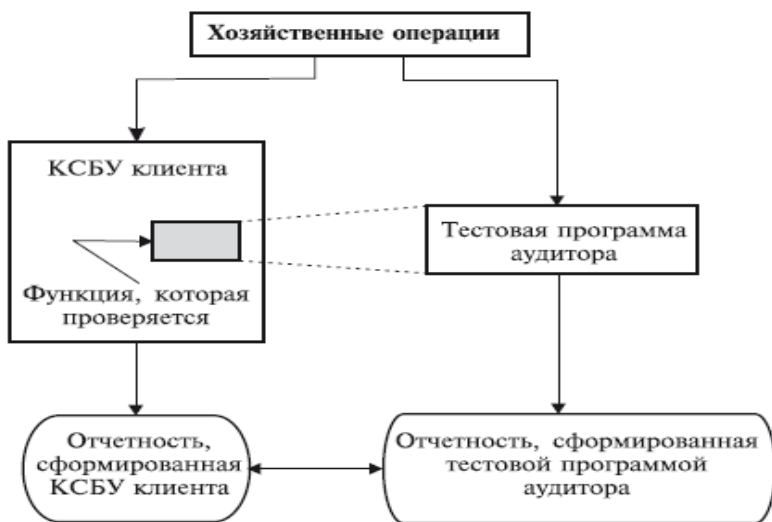 Хозяйственные операции
КСБУ клиента
Функция, которая
проверяется
Тестовая программа
аудитора
Отчетность,
сформированная
КСБУ клиента
Отчетность, сформированная
тестовой программой
аудитора